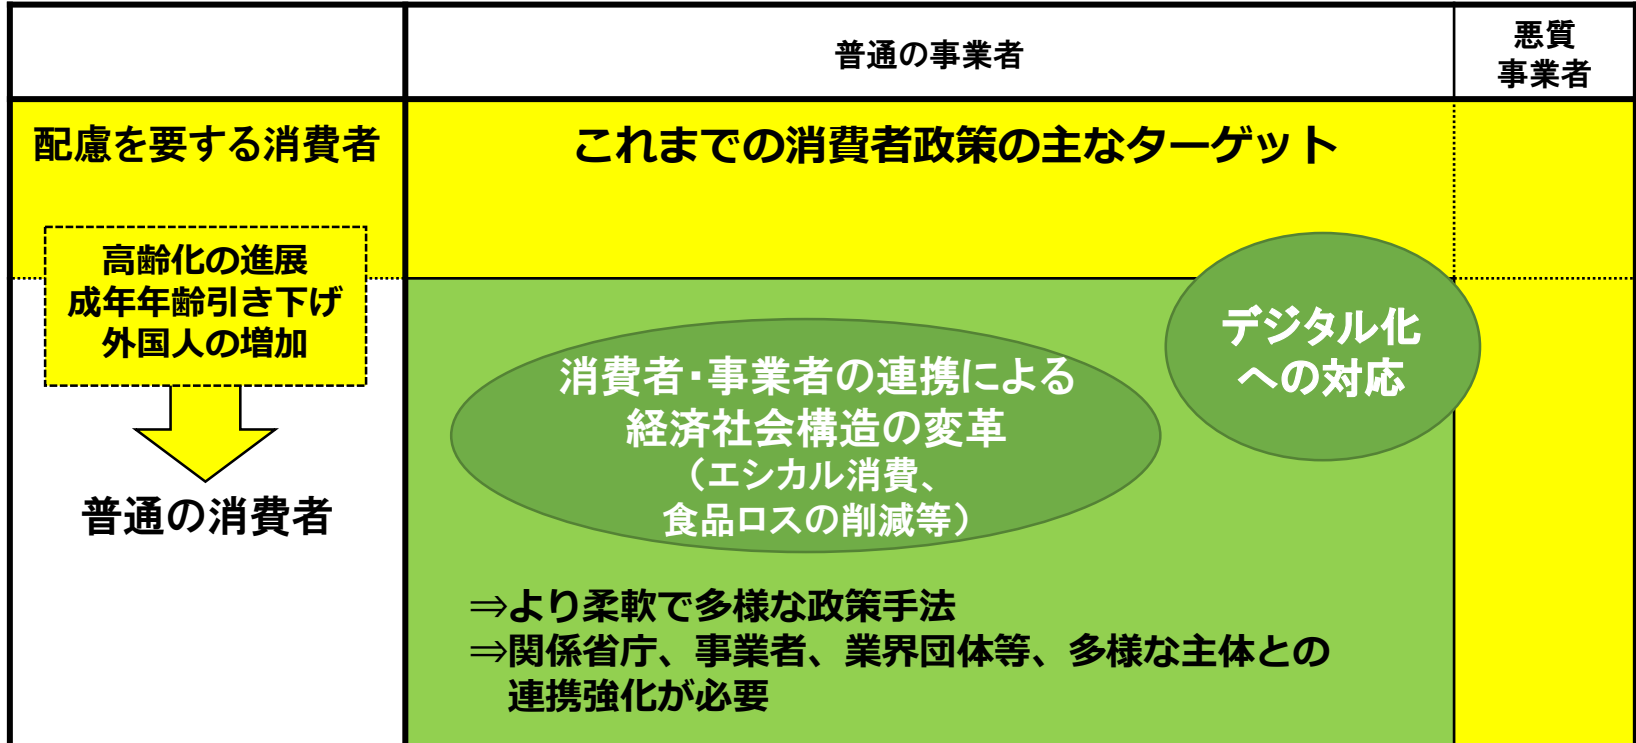 普通の事業者
悪質
事業者
配慮を要する消費者
これまでの消費者政策の主なターゲット
高齢化の進展
成年年齢引き下げ
外国人の増加
普通の消費者
デジタル化
への対応
消費者・事業者の連携による
経済社会構造の変革
（エシカル消費、
食品ロスの削減等）
⇒より柔軟で多様な政策手法
⇒関係省庁、事業者、業界団体等、多様な主体との
連携強化が必要